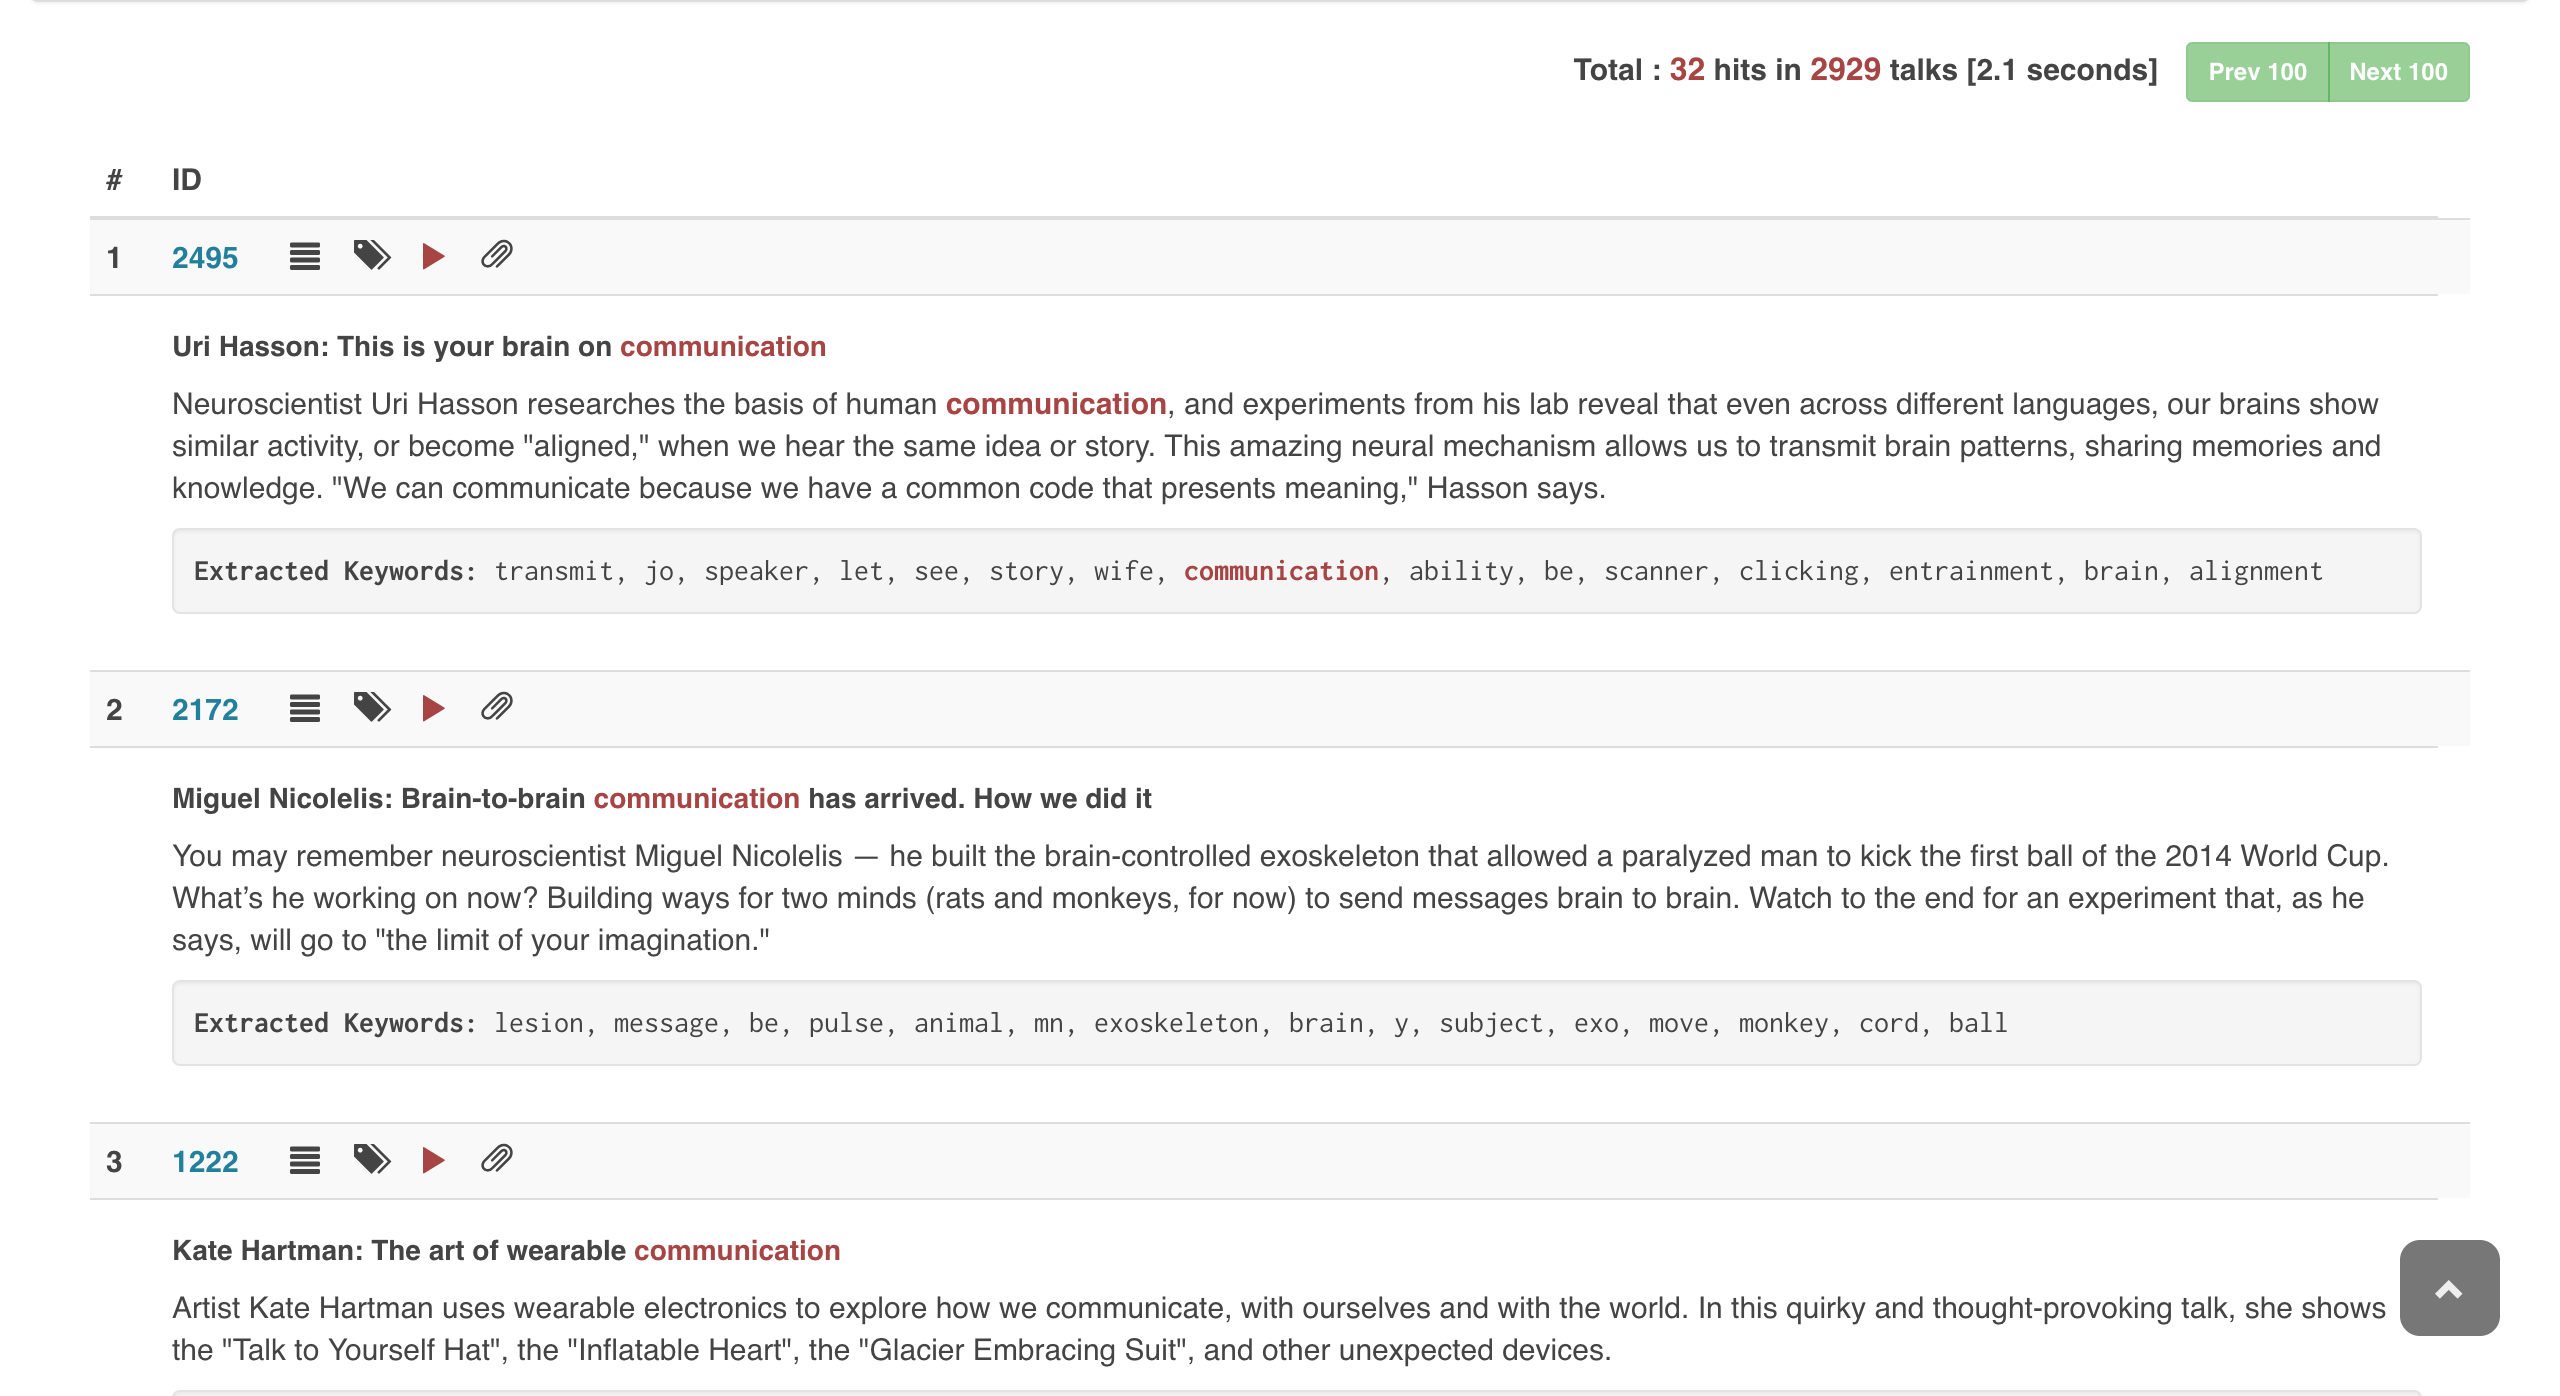 Total : 32 hits in 2929 talks [2.1 seconds] Prev 100 Next 100
# ID
1 2495
Uri Hasson: This is your brain on communication
Neuroscientist Uri Hasson researches the basis of human communication, and experiments from his lab reveal that even across different languages, our brains show
similar activity, or become "aligned," when we hear the same idea or story. This amazing neural mechanism allows us to transmit brain patterns, sharing memories and
knowledge. "We can communicate because we have a common code that presents meaning," Hasson says.
Extracted Keywords: transmit, jo, speaker, let, see, story, wife, communication, ability, be, scanner, clicking, entrainment, brain, alignment
2 2172
Miguel Nicolelis: Brain-to-brain communication has arrived. How we did it
You may remember neuroscientist Miguel Nicolelis — he built the brain-controlled exoskeleton that allowed a paralyzed man to kick the first ball of the 2014 World Cup.
What’s he working on now? Building ways for two minds (rats and monkeys, for now) to send messages brain to brain. Watch to the end for an experiment that, as he
says, will go to "the limit of your imagination."
Extracted Keywords: lesion, message, be, pulse, animal, mn, exoskeleton, brain, y, subject, exo, move, monkey, cord, ball
3 1222
Kate Hartman: The art of wearable communication
Artist Kate Hartman uses wearable electronics to explore how we communicate, with ourselves and with the world. In this quirky and thought-provoking talk, she shows
the "Talk to Yourself Hat", the "Inflatable Heart", the "Glacier Embracing Suit", and other unexpected devices.